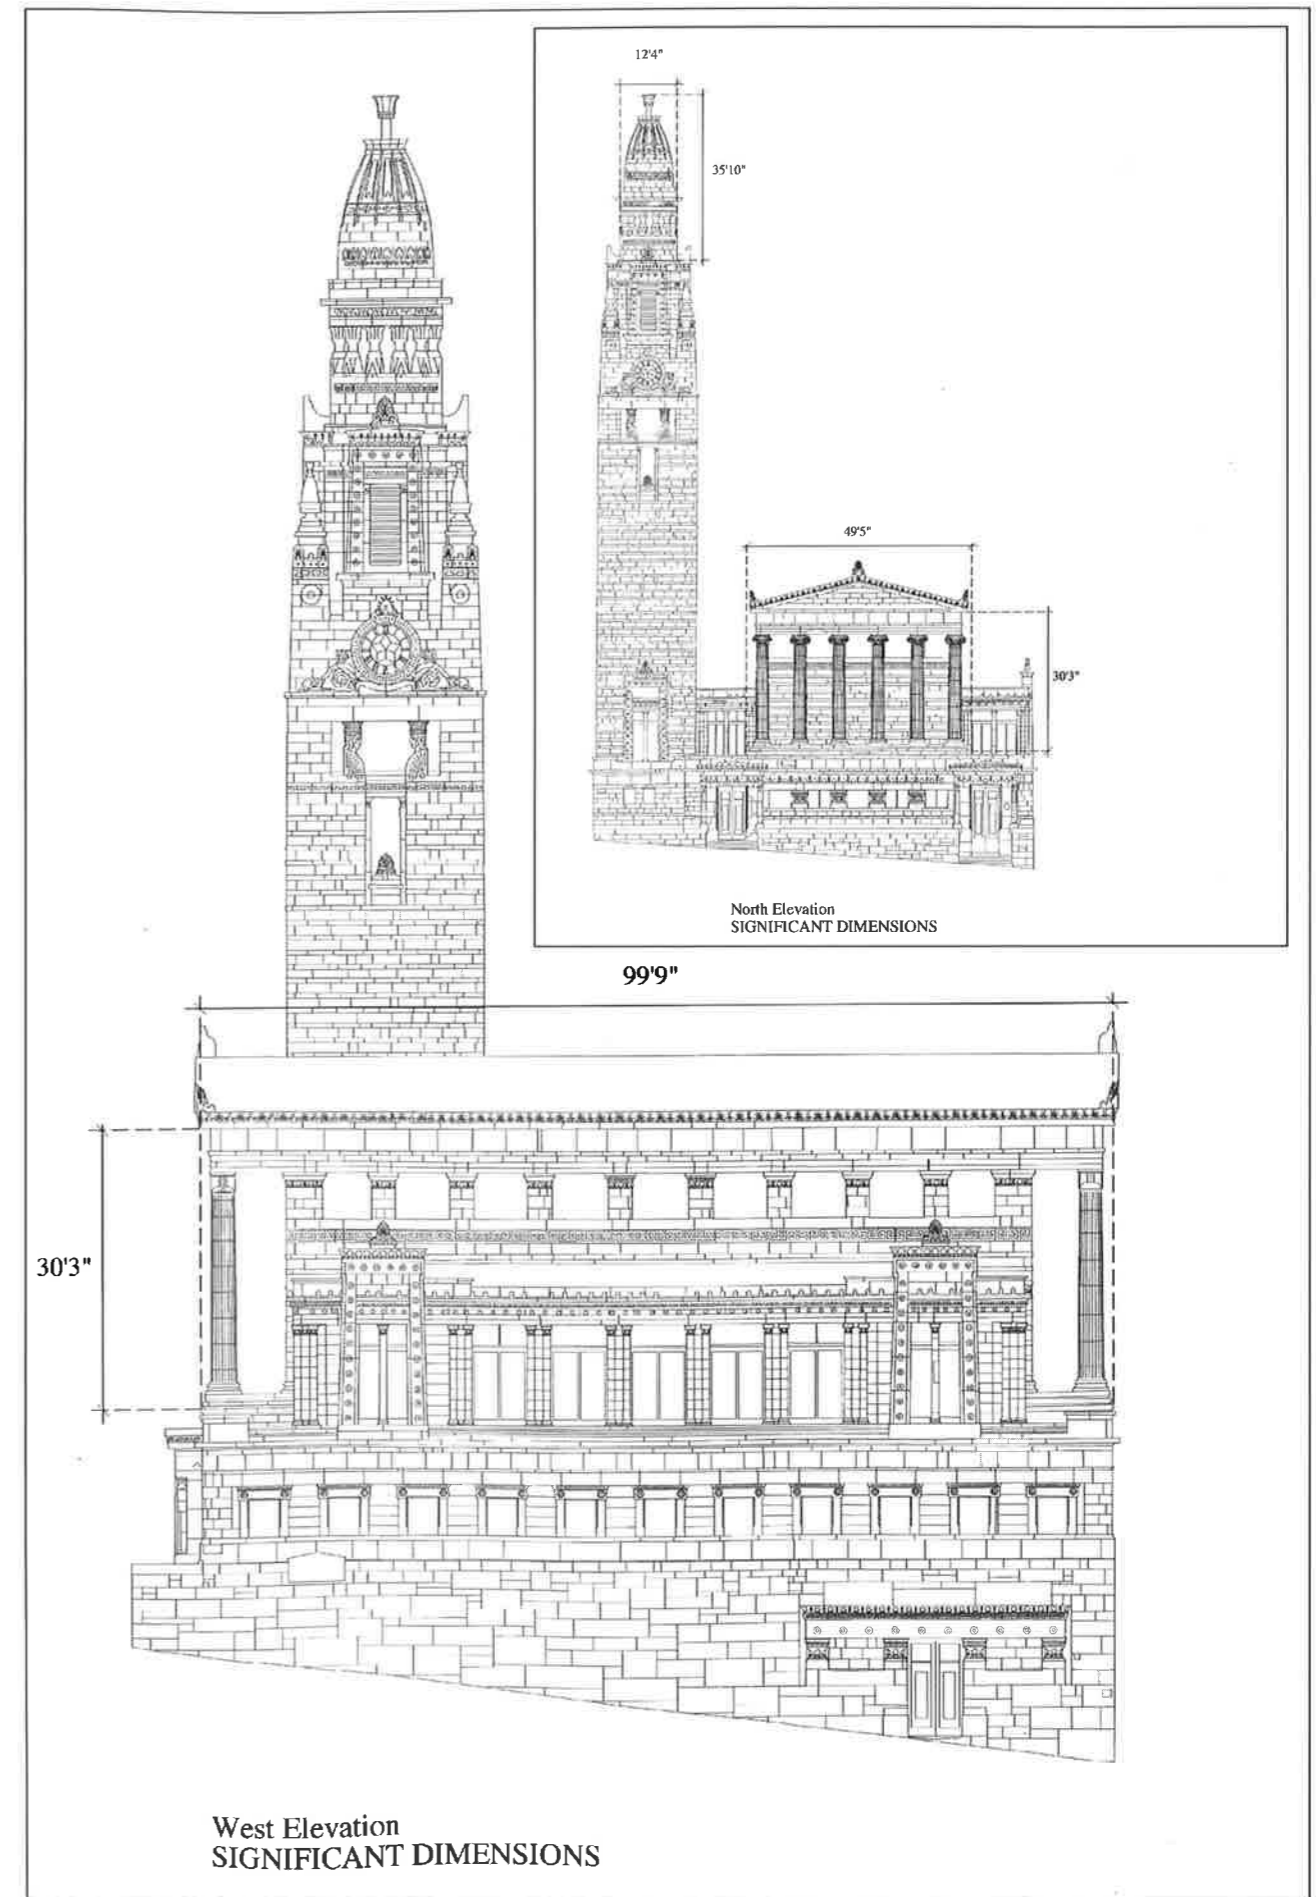 12'4"
35'10"
49'5"
30'3"
North Elevation
SIGNIFICANT DIMENSIONS
99'9"
30'3"
West Elevation
SIGNIFICANT DIMENSIONS